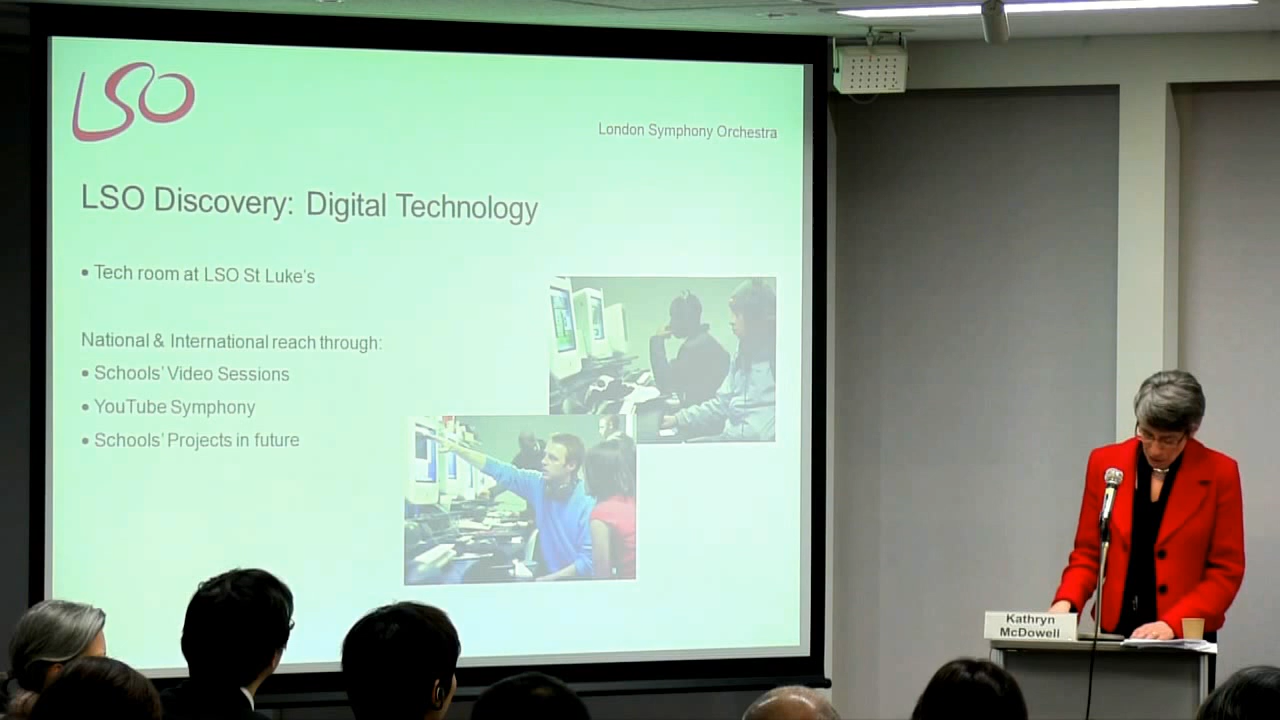 LSO
London Symphony Orchestra
LSO Discovery: Digital Technology
• Tech room at LSO St Luke's
National & International reach through:
• Schools' Video Sessions
• YouTube Symphony
• Schools' Projects in future
Kathryn
McDowell